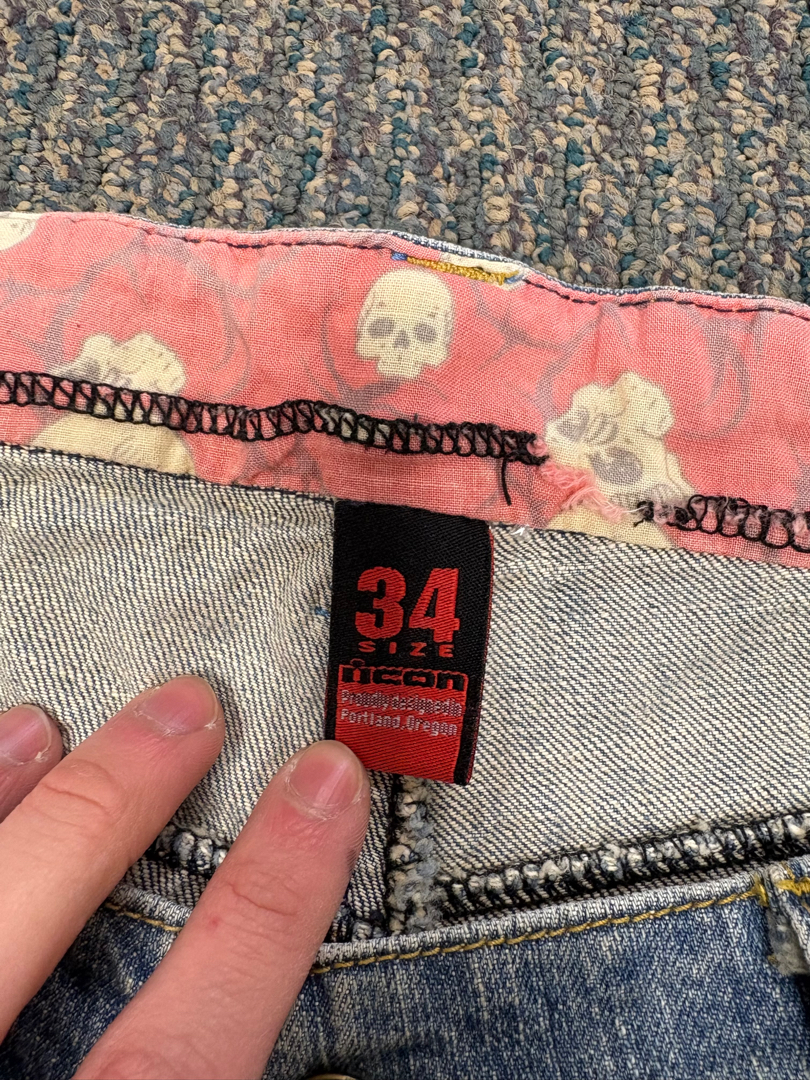 34
SIZE
icon
Proudly designed in
Portland, Oregon